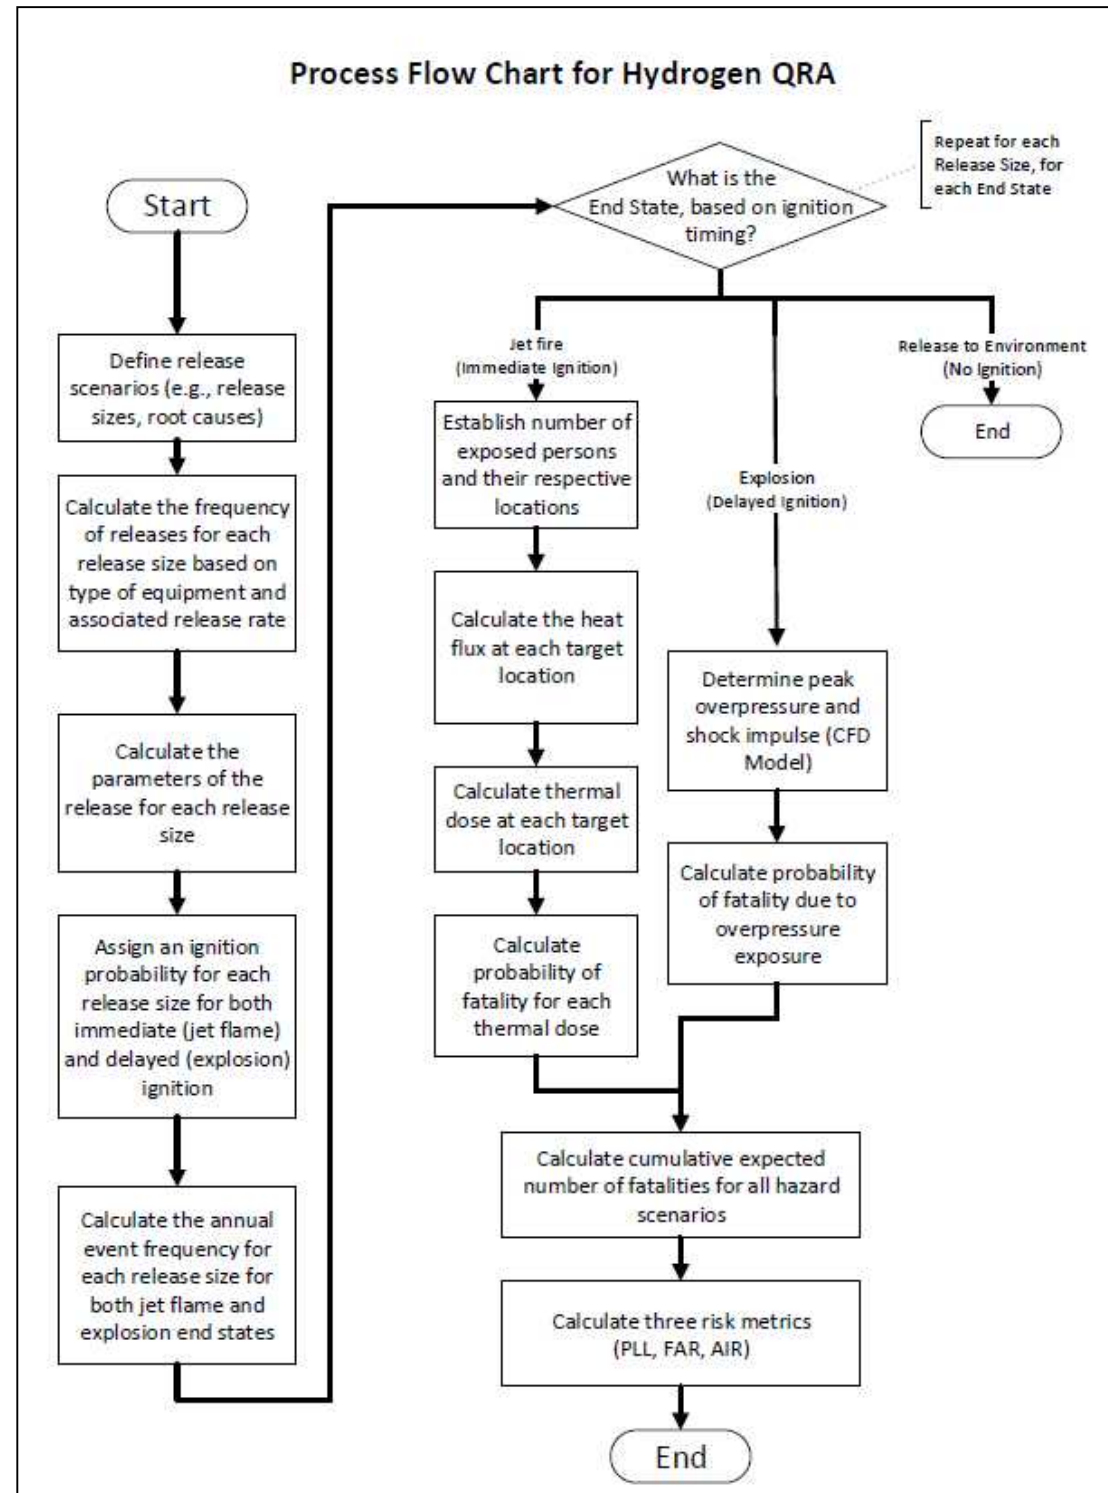 Process Flow Chart for Hydrogen QRA
Start
Define release
scenarios (e.g., release
sizes, root causes)
Calculate the frequency
of releases for each
release size based on
type of equipment and
associated release rate
Calculate the
parameters of the
release for each release
size
Assign an ignition
probability for each
release size for both
immediate (jet flame)
and delayed (explosion)
ignition
Calculate the annual
event frequency for
each release size for
both jet flame and
explosion end states
What is the
End State, based on ignition
timing?
Repeat for each
Release Size, for
each End State
Jet fire
(Immediate Ignition)
Establish number of
exposed persons
and their respective
locations
Calculate the heat
flux at each target
location
Calculate thermal
dose at each target
location
Calculate
probability of
fatality for each
thermal dose
Explosion
(Delayed Ignition)
Determine peak
overpressure and
shock impulse (CFD
Model)
Calculate probability
of fatality due to
overpressure
exposure
Release to Environment
(No Ignition)
End
Calculate cumulative expected
number of fatalities for all hazard
scenarios
Calculate three risk metrics
(PLL, FAR, AIR)
End